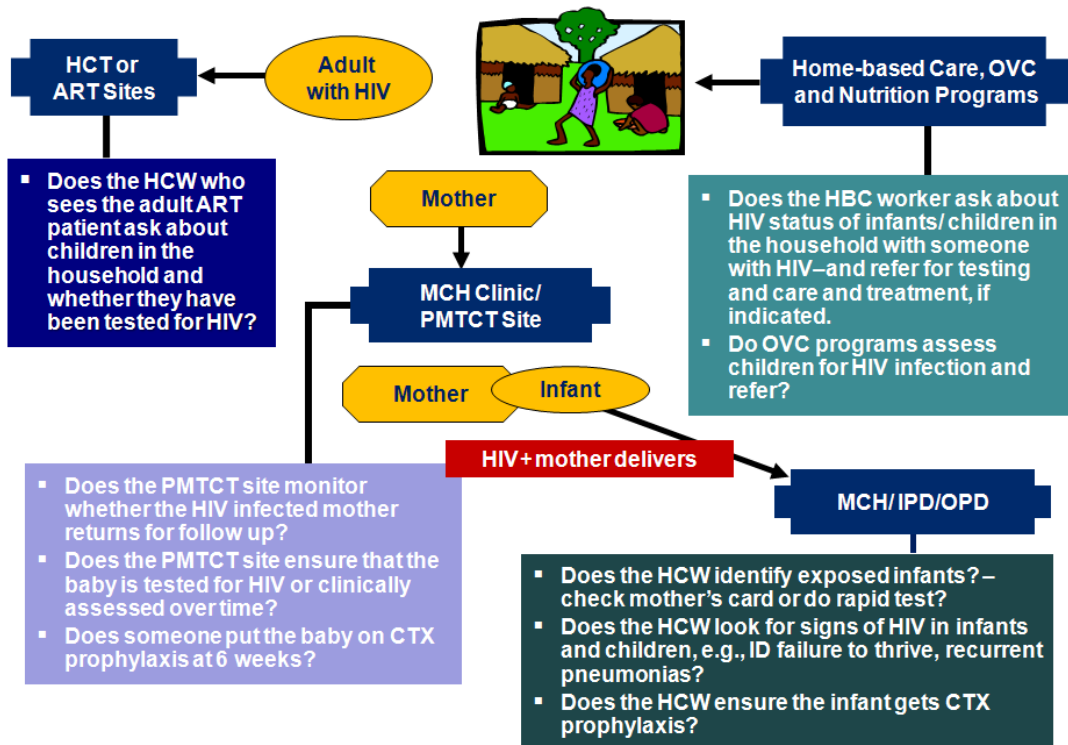 HCT or
ART Sites
Adult
with HIV
Home-based Care, OVC
and Nutrition Programs
▪ Does the HCW who
sees the adult ART
patient ask about
children in the
household and
whether they have
been tested for HIV?
Mother
MCH Clinic/
PMTCT Site
▪ Does the HBC worker ask about
HIV status of infants/ children in
the household with someone
with HIV–and refer for testing
and care and treatment, if
indicated.
▪ Do OVC programs assess
children for HIV infection and
refer?
Mother
Infant
HIV+ mother delivers
▪ Does the PMTCT site monitor
whether the HIV infected mother
returns for follow up?
▪ Does the PMTCT site ensure that the
baby is tested for HIV or clinically
assessed over time?
▪ Does someone put the baby on CTX
prophylaxis at 6 weeks?
MCH/ IPD/OPD
▪ Does the HCW identify exposed infants? –
check mother's card or do rapid test?
▪ Does the HCW look for signs of HIV in infants
and children, e.g., ID failure to thrive, recurrent
pneumonias?
▪ Does the HCW ensure the infant gets CTX
prophylaxis?